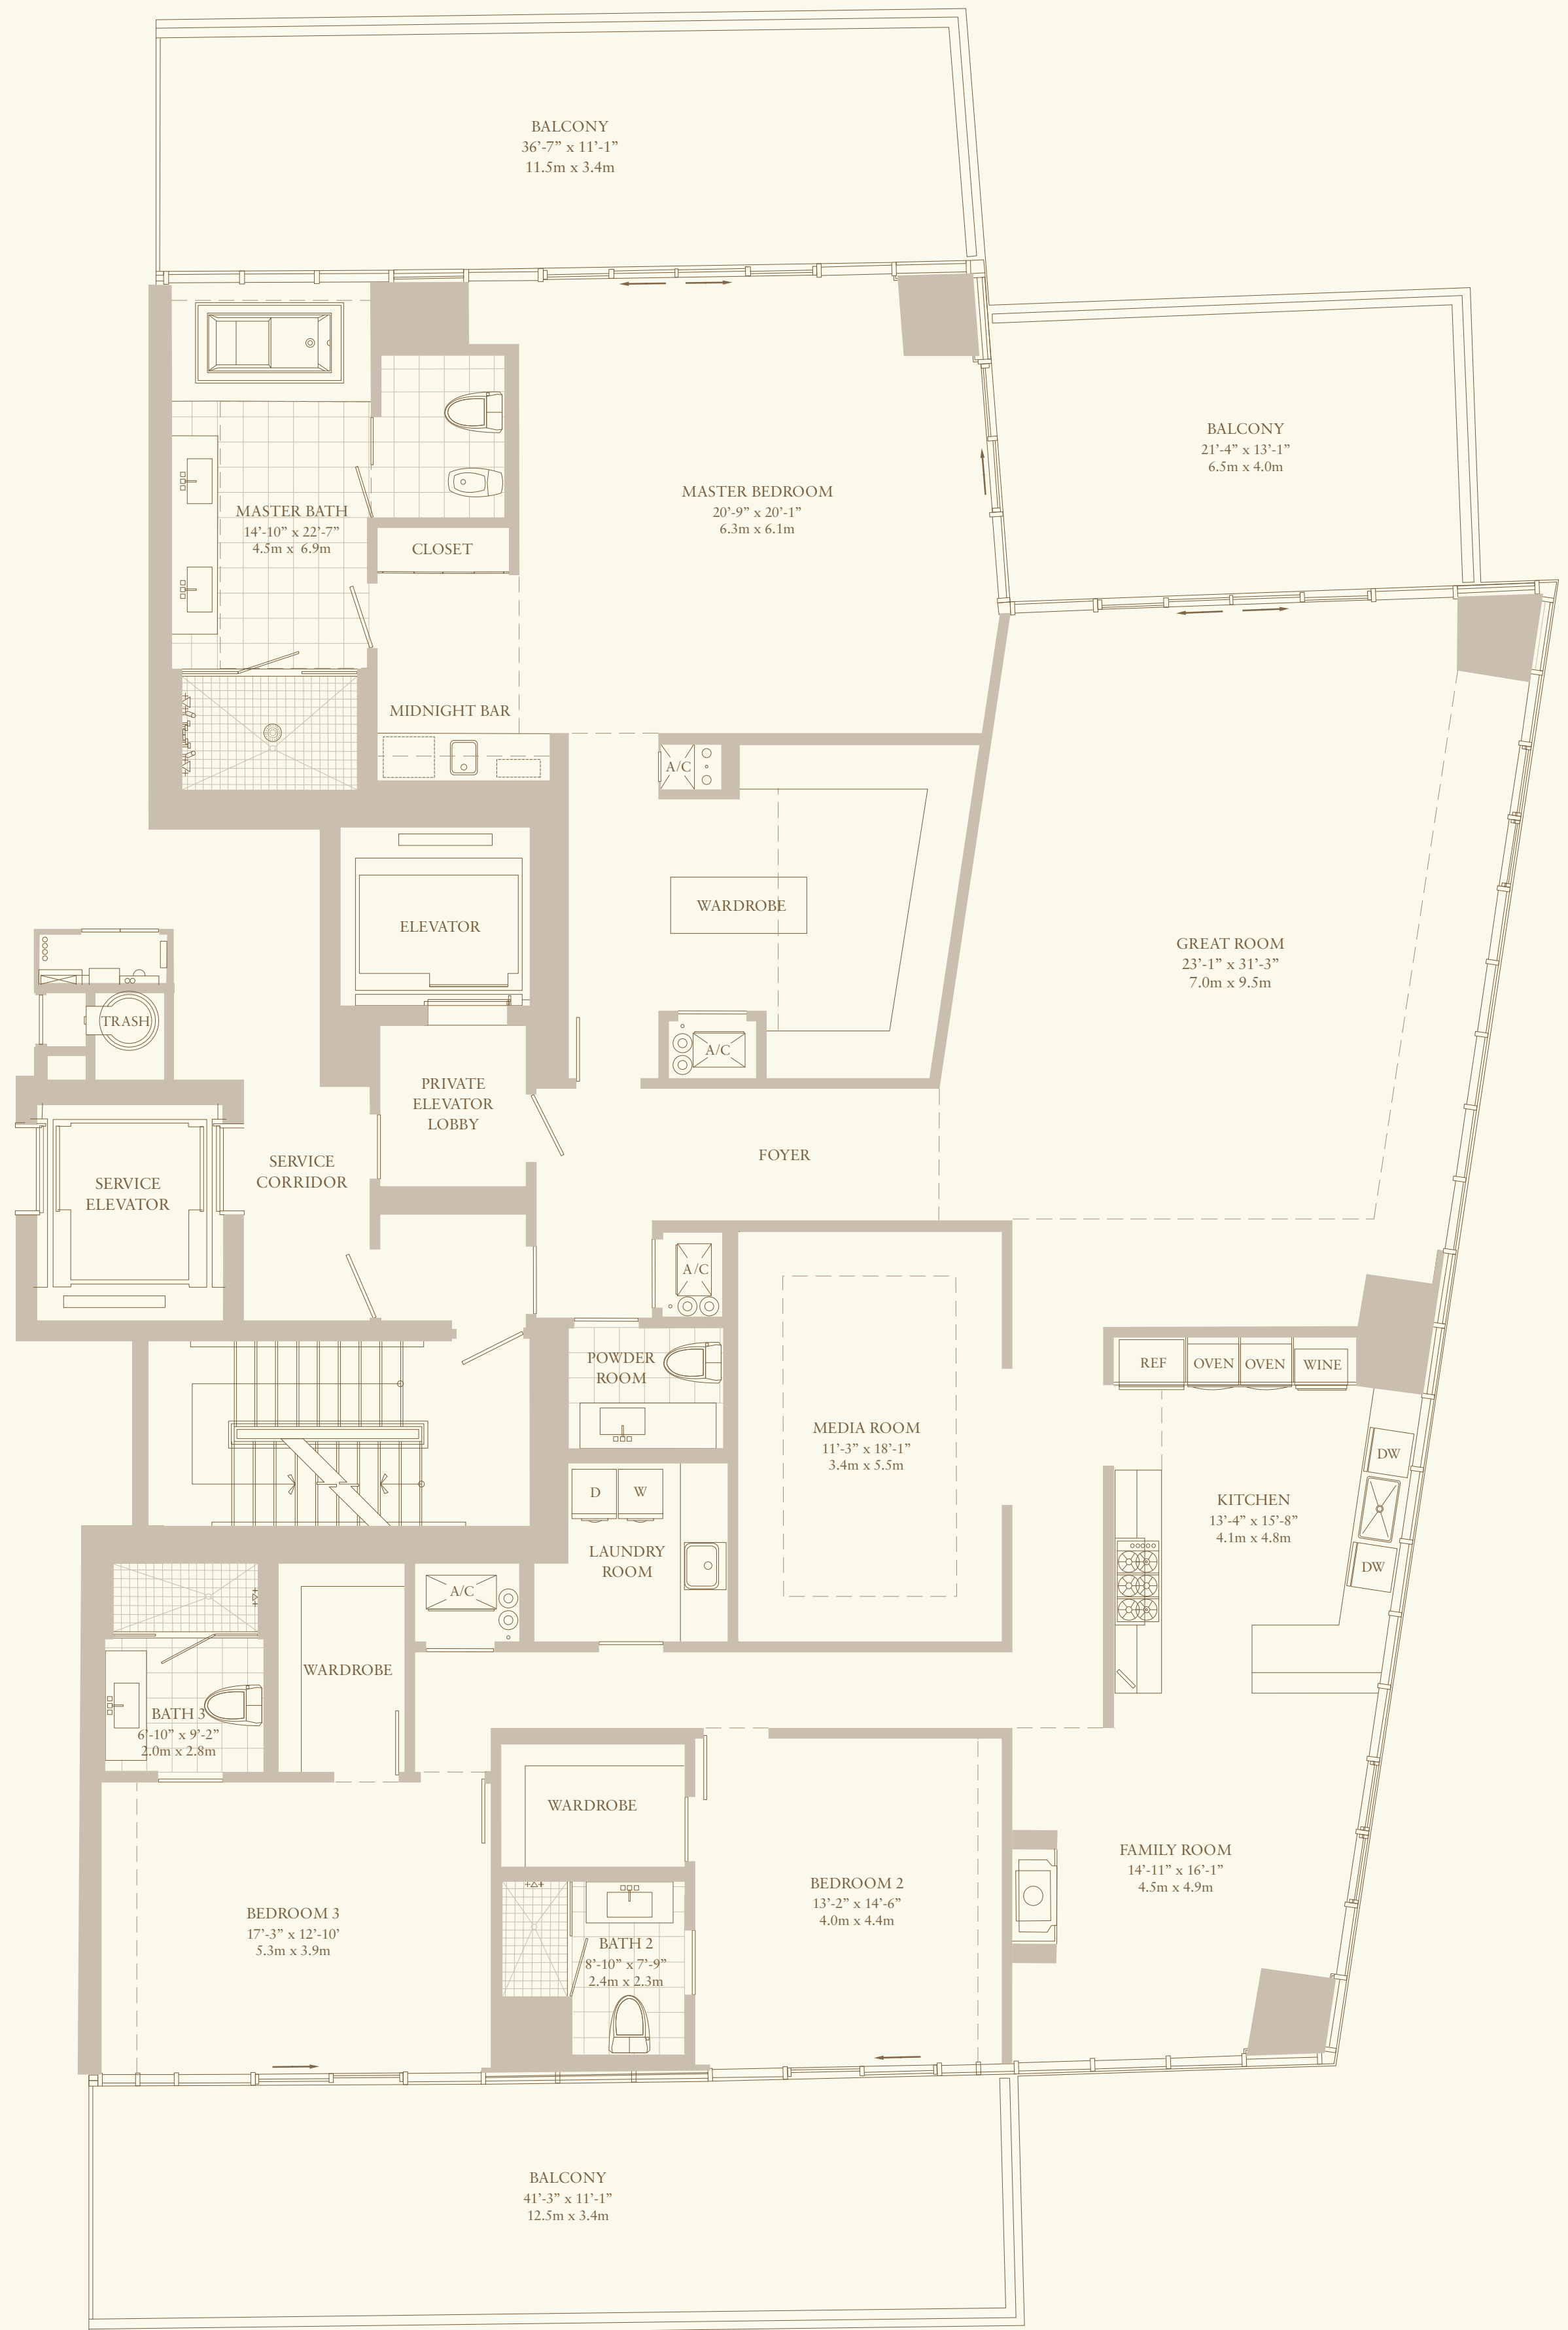 BALCONY
36’-7” x 11’-1”
11.5m x 3.4m
BALCONY
21’-4” x 13’-1”
6.5m x 4.0m
MASTER BEDROOM
20’-9” x 20’-1”
6.3m x 6.1m
MASTER BATH
14’-10” x 22’-7”
4.5m x 6.9m
CLOSET
MIDNIGHT BAR
A/C
WARDROBE
ELEVATOR
GREAT ROOM
23’-1” x 31’-3”
7.0m x 9.5m
TRASH
A/C
PRIVATE
ELEVATOR
LOBBY
FOYER
SERVICE
CORRIDOR
SERVICE
ELEVATOR
A/C
POWDER
ROOM
REF
OVEN
OVEN
WINE
MEDIA ROOM
11’-3” x 18’-1”
3.4m x 5.5m
DW
KITCHEN
13’-4” x 15’-8”
4.1m x 4.8m
DW
D
W
LAUNDRY
ROOM
A/C
WARDROBE
BATH 3
6’-10” x 9’-2”
2.0m x 2.8m
WARDROBE
FAMILY ROOM
14’-11” x 16’-1”
4.5m x 4.9m
BEDROOM 2
13’-2” x 14’-6”
4.0m x 4.4m
BEDROOM 3
17’-3” x 12’-10’
5.3m x 3.9m
BATH 2
8’-10” x 7’-9”
2.4m x 2.3m
BALCONY
41’-3” x 11’-1”
12.5m x 3.4m